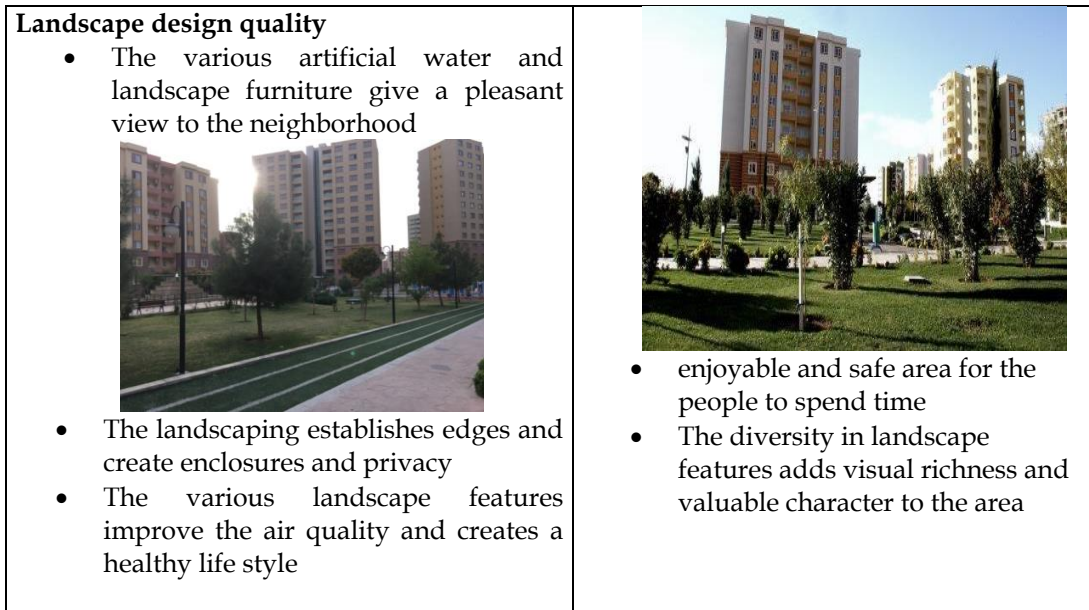 Landscape design quality
• The various artificial water and
landscape furniture give a pleasant
view to the neighborhood
• The landscaping establishes edges and
create enclosures and privacy
• The various landscape features
improve the air quality and creates a
healthy life style
• enjoyable and safe area for the
people to spend time
• The diversity in landscape
features adds visual richness and
valuable character to the area